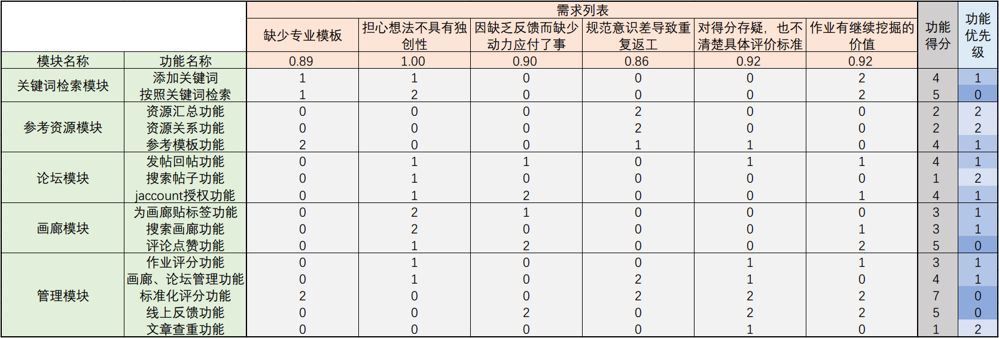 需求列表
缺少专业模板 担心想法不具有独创性 因缺乏反馈而缺少动力应付了事 规范意识差导致重复返工 对得分存疑，也不清楚具体评价标准 作业有继续挖掘的价值 功能得分 功能优先级
模块名称 功能名称 0.89 1.00 0.90 0.86 0.92 0.92
关键词检索模块 添加关键词 1 1 0 0 0 2 4 1
按照关键词检索 1 2 0 0 0 2 5 0
参考资源模块 资源汇总功能 0 0 0 2 0 0 2 2
资源关系功能 0 0 0 2 0 0 2 2
参考模板功能 2 0 0 1 1 0 4 1
论坛模块 发帖回帖功能 0 1 1 0 1 1 4 1
搜索帖子功能 0 1 0 0 0 0 1 2
jaccount授权功能 0 1 2 0 0 1 4 1
画廊模块 为画廊贴标签功能 0 2 1 0 0 0 3 1
搜索画廊功能 0 2 0 0 0 1 3 1
评论点赞功能 0 1 2 0 0 2 5 0
管理模块 作业评分功能 0 1 0 0 1 1 3 1
画廊、论坛管理功能 0 1 0 2 1 0 4 1
标准化评分功能 2 0 0 2 2 2 7 0
线上反馈功能 0 0 2 0 2 2 5 0
文章查重功能 0 0 0 0 1 0 1 2